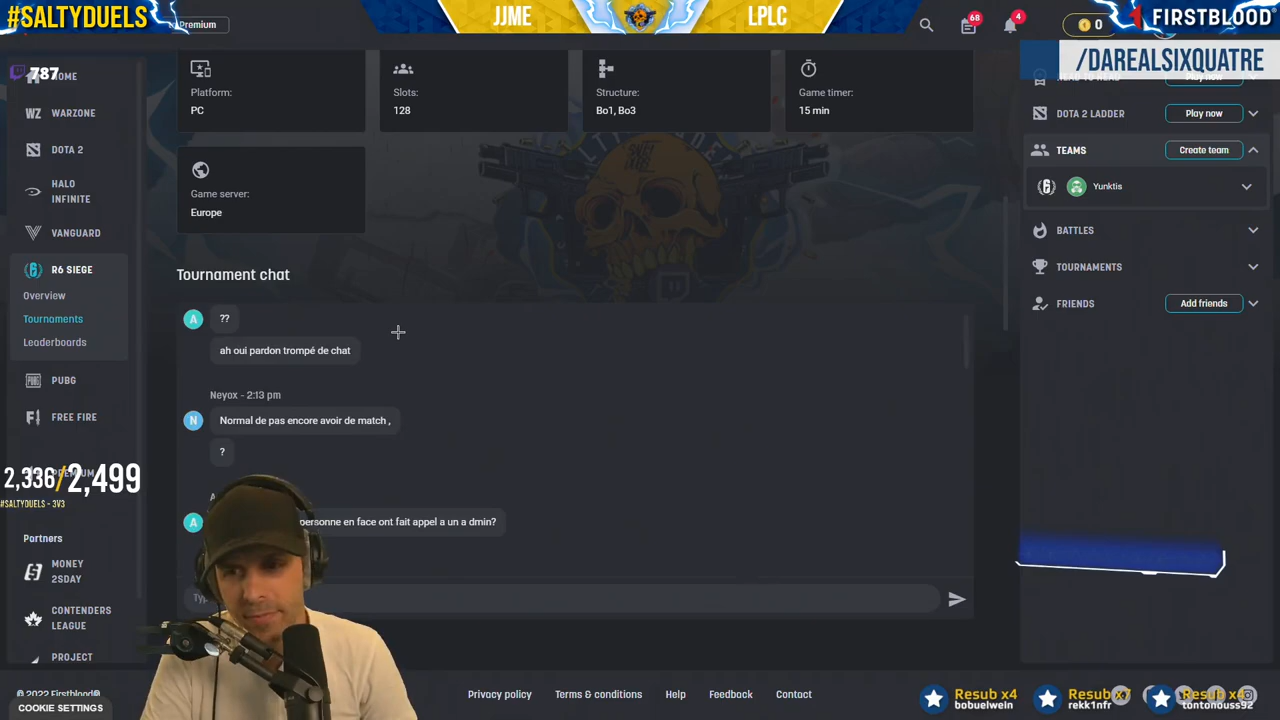 #SALTYDUELS
Premium
JJME
LPLC
68
4
0
FIRSTBLOOD
/DAREALSIXQUATRE
787
HOME
WARZONE
DOTA 2
HALO
INFINITE
VANGUARD
R6 SIEGE
Overview
Tournaments
Leaderboards
PUBG
FREE FIRE
2,336/2,499
#SALTYDUELS - 3V3
Partners
MONEY
2SDAY
CONTENDERS
LEAGUE
PROJECT
© 2022 Firstblood®
COOKIE SETTINGS
Platform:
PC
Slots:
128
Structure:
Bo1, Bo3
Game timer:
15 min
Game server:
Europe
Tournament chat
A
??
ah oui pardon trompé de chat
Neyox - 2:13 pm
N
Normal de pas encore avoir de match ,
?
A
personne en face ont fait appel a un a dmin?
Play now
DOTA 2 LADDER
Play now
TEAMS
Create team
Yunktis
BATTLES
TOURNAMENTS
FRIENDS
Add friends
Privacy policy
Terms & conditions
Help
Feedback
Contact
Resub x4
bobuelwein
rekk1nfr
tontonouss92